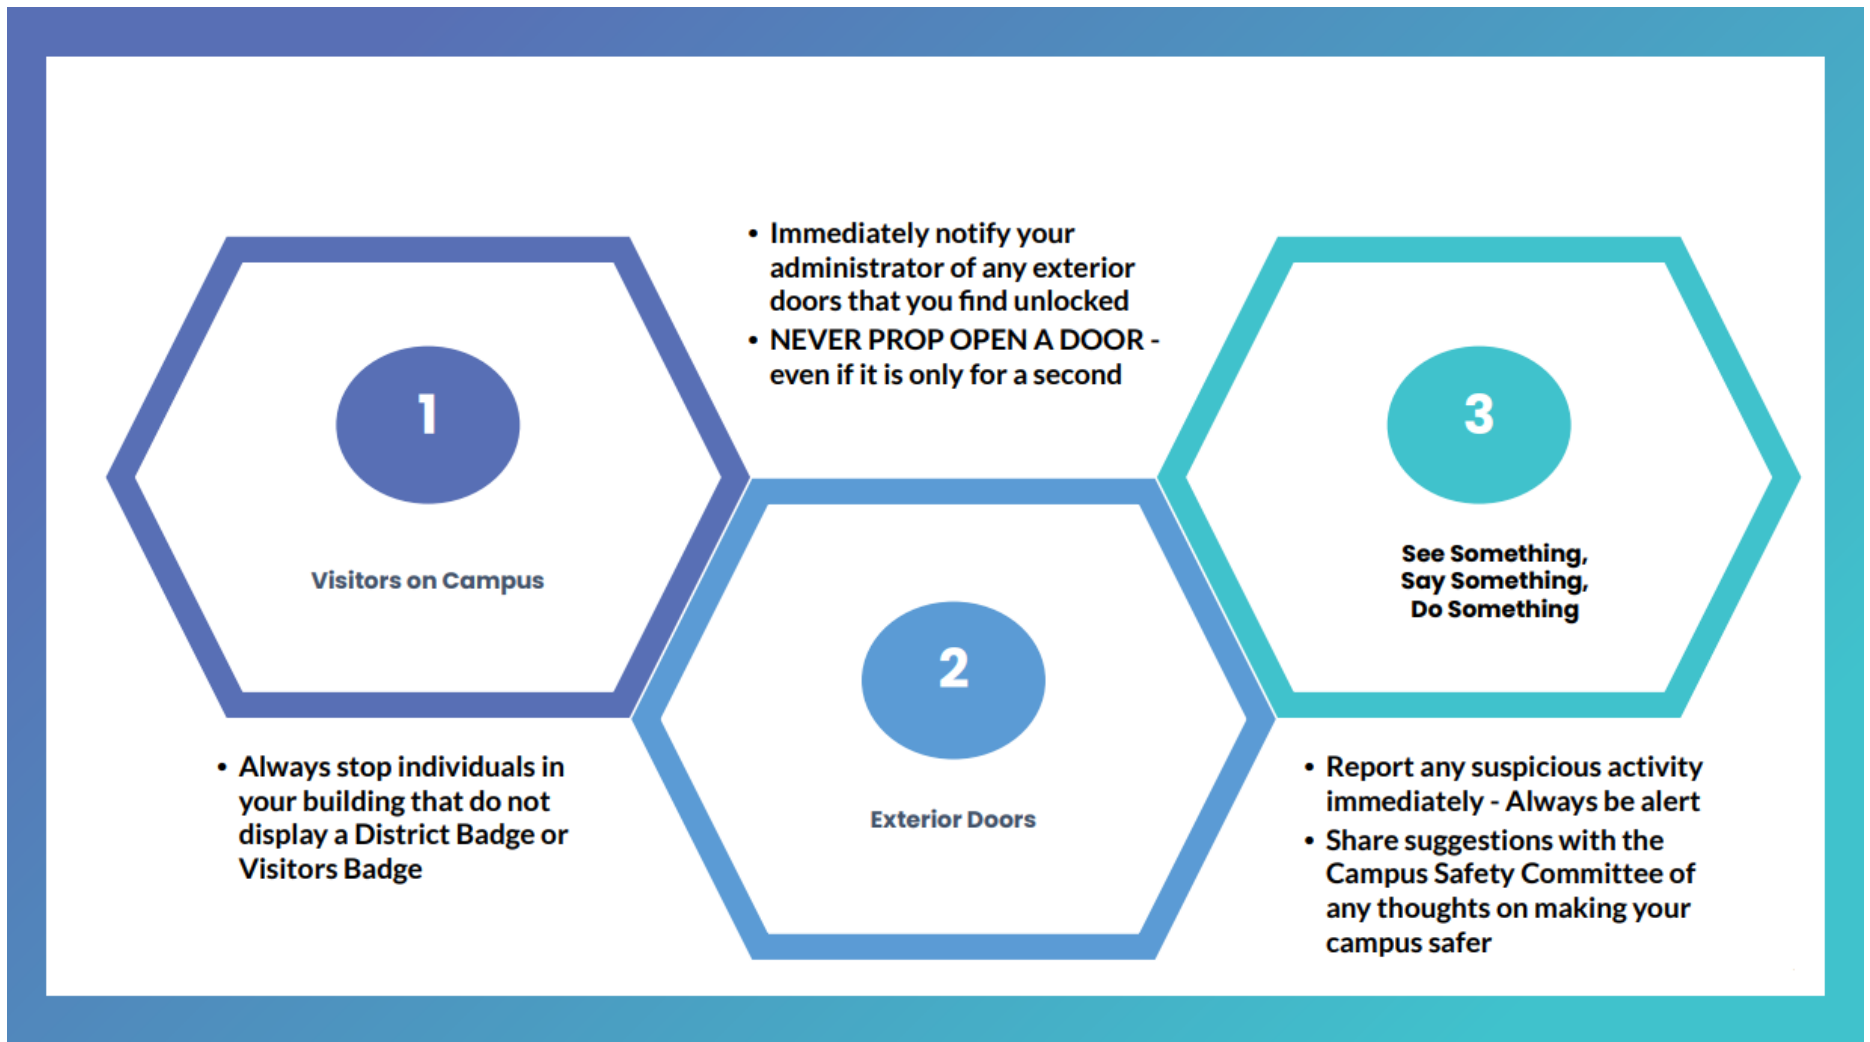 1
Visitors on Campus
• Always stop individuals in
your building that do not
display a District Badge or
Visitors Badge
• Immediately notify your
administrator of any exterior
doors that you find unlocked
• NEVER PROP OPEN A DOOR -
even if it is only for a second
2
Exterior Doors
3
See Something,
Say Something,
Do Something
• Report any suspicious activity
immediately - Always be alert
• Share suggestions with the
Campus Safety Committee of
any thoughts on making your
campus safer